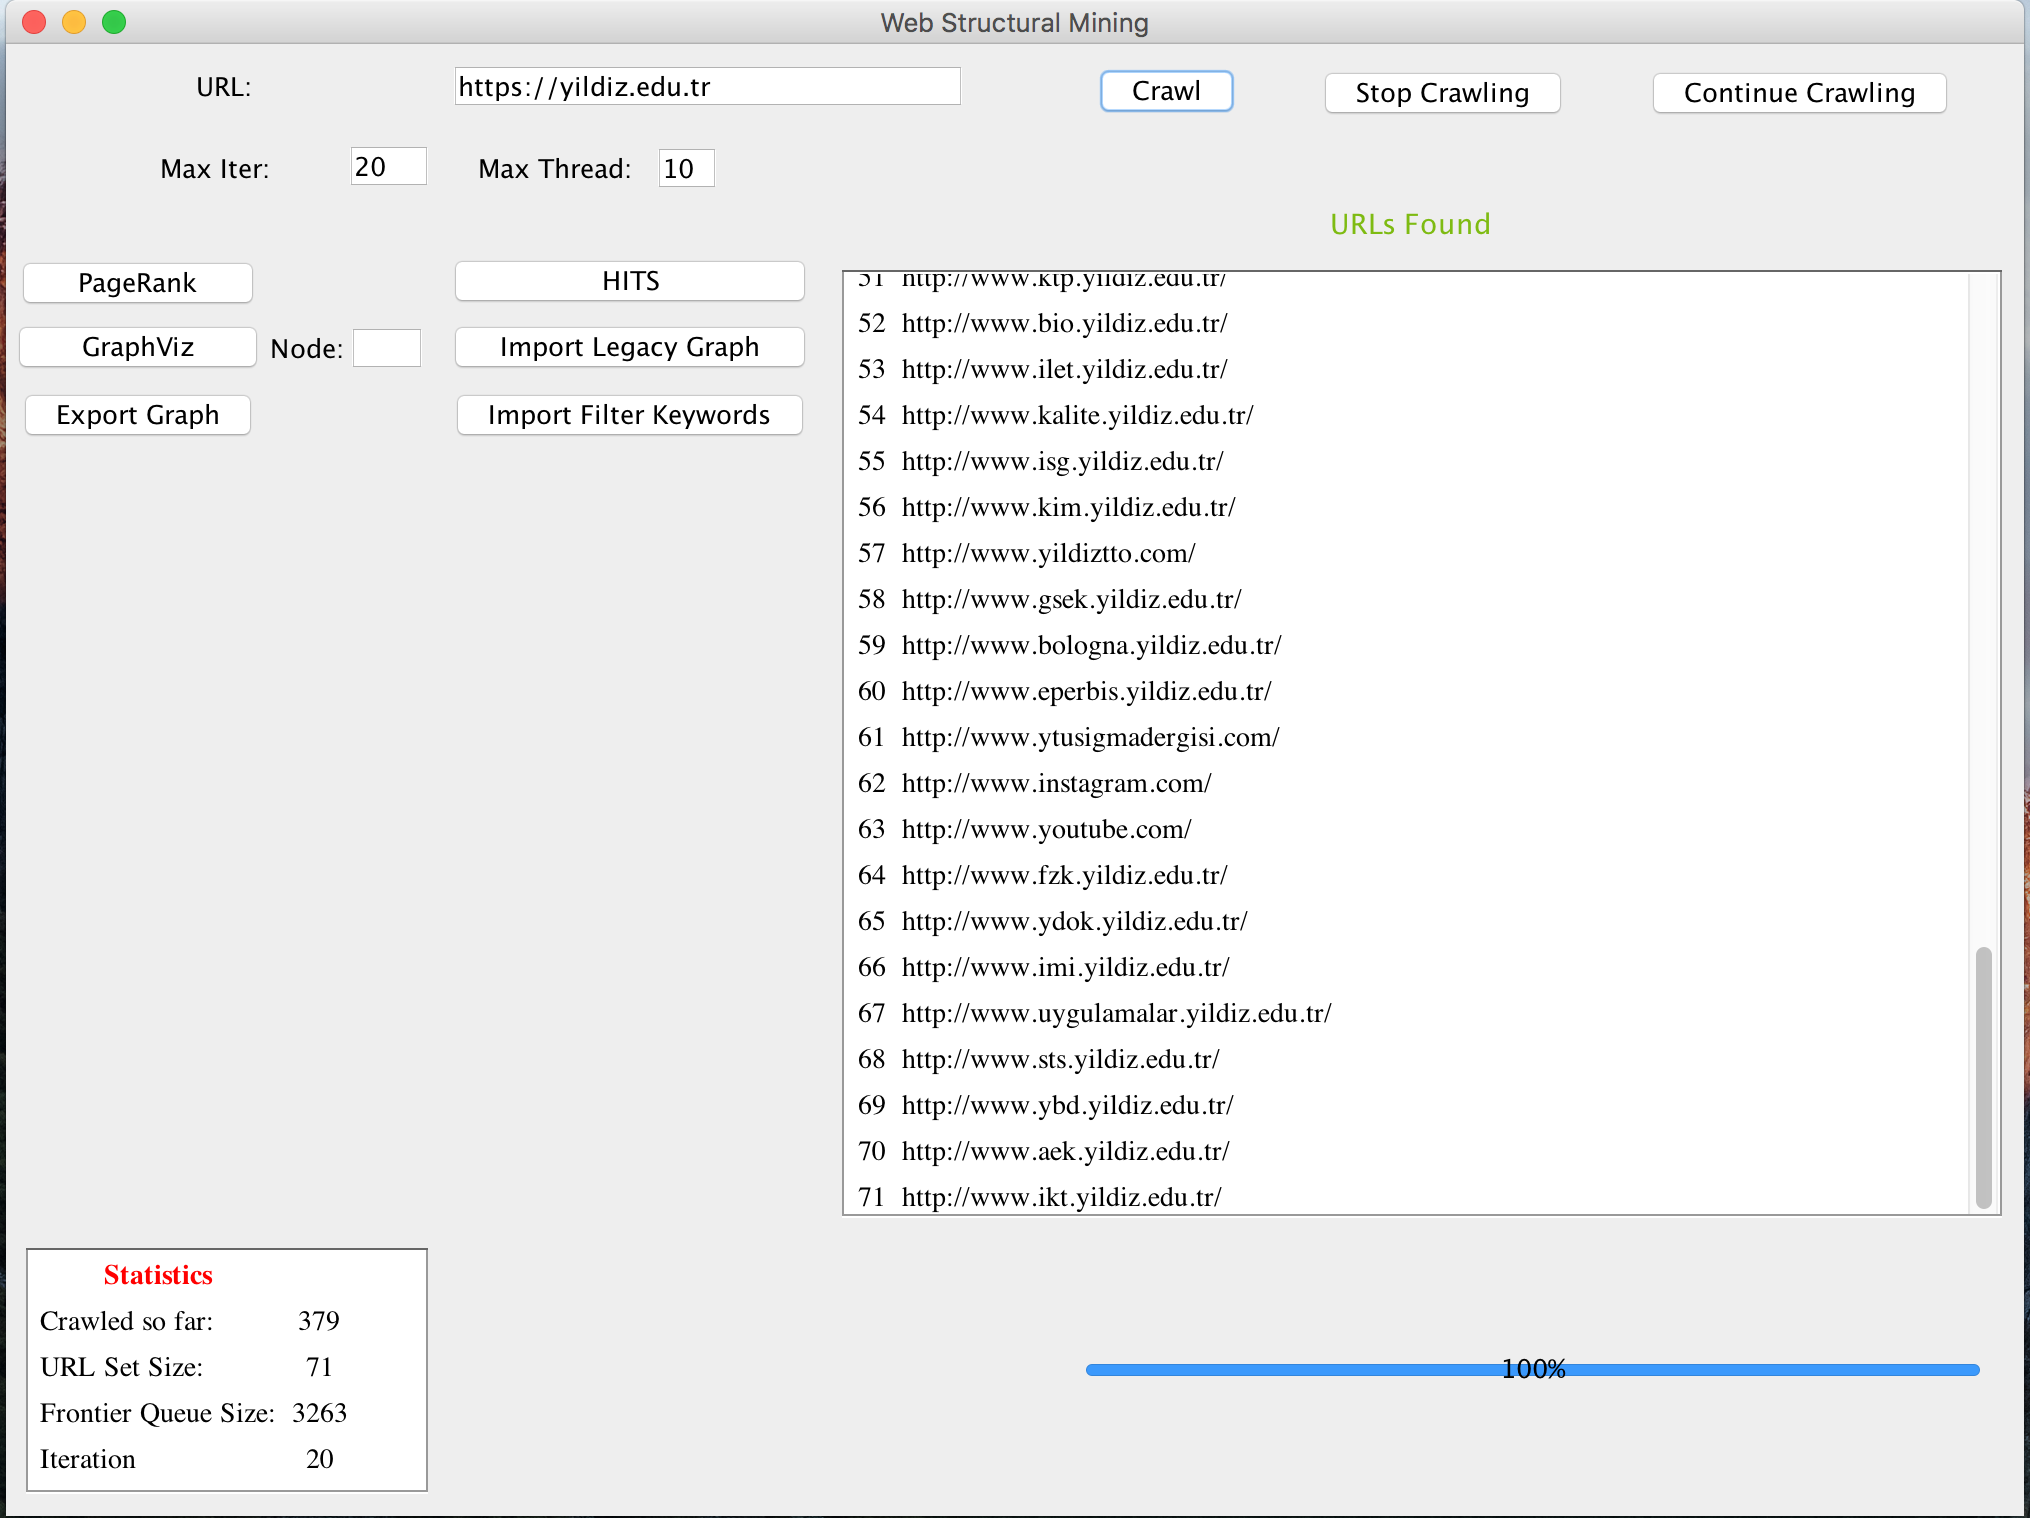 Web Structural Mining
URL: https://yildiz.edu.tr Crawl Stop Crawling Continue Crawling
Max Iter: 20 Max Thread: 10
URLs Found
PageRank HITS
GraphViz Node: Import Legacy Graph
Export Graph Import Filter Keywords
51 http://www.ktp.yildiz.edu.tr/
52 http://www.bio.yildiz.edu.tr/
53 http://www.ilet.yildiz.edu.tr/
54 http://www.kalite.yildiz.edu.tr/
55 http://www.isg.yildiz.edu.tr/
56 http://www.kim.yildiz.edu.tr/
57 http://www.yildiztto.com/
58 http://www.gsek.yildiz.edu.tr/
59 http://www.bologna.yildiz.edu.tr/
60 http://www.eperbis.yildiz.edu.tr/
61 http://www.ytusigmadergisi.com/
62 http://www.instagram.com/
63 http://www.youtube.com/
64 http://www.fzk.yildiz.edu.tr/
65 http://www.ydok.yildiz.edu.tr/
66 http://www.imi.yildiz.edu.tr/
67 http://www.uygulamalar.yildiz.edu.tr/
68 http://www.sts.yildiz.edu.tr/
69 http://www.ybd.yildiz.edu.tr/
70 http://www.aek.yildiz.edu.tr/
71 http://www.ikt.yildiz.edu.tr/
Statistics
Crawled so far: 379
URL Set Size: 71
Frontier Queue Size: 3263
Iteration 20
100%